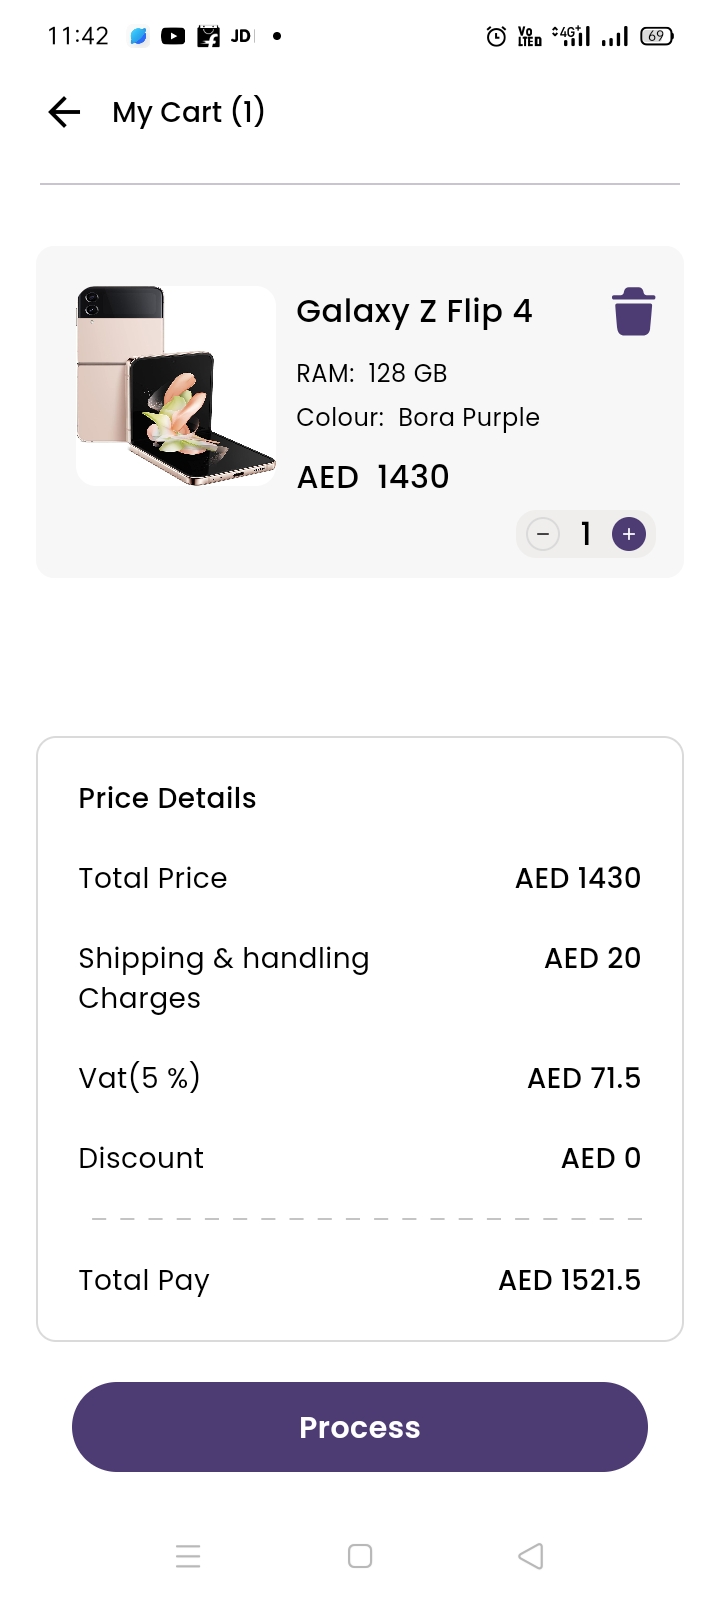 11:42 JD Vo LTE D 4G+ 69
My Cart (1)
Galaxy Z Flip 4
RAM: 128 GB
Colour: Bora Purple
AED 1430
− 1 +
Price Details
Total Price AED 1430
Shipping & handling AED 20
Charges
Vat(5 %) AED 71.5
Discount AED 0
Total Pay AED 1521.5
Process